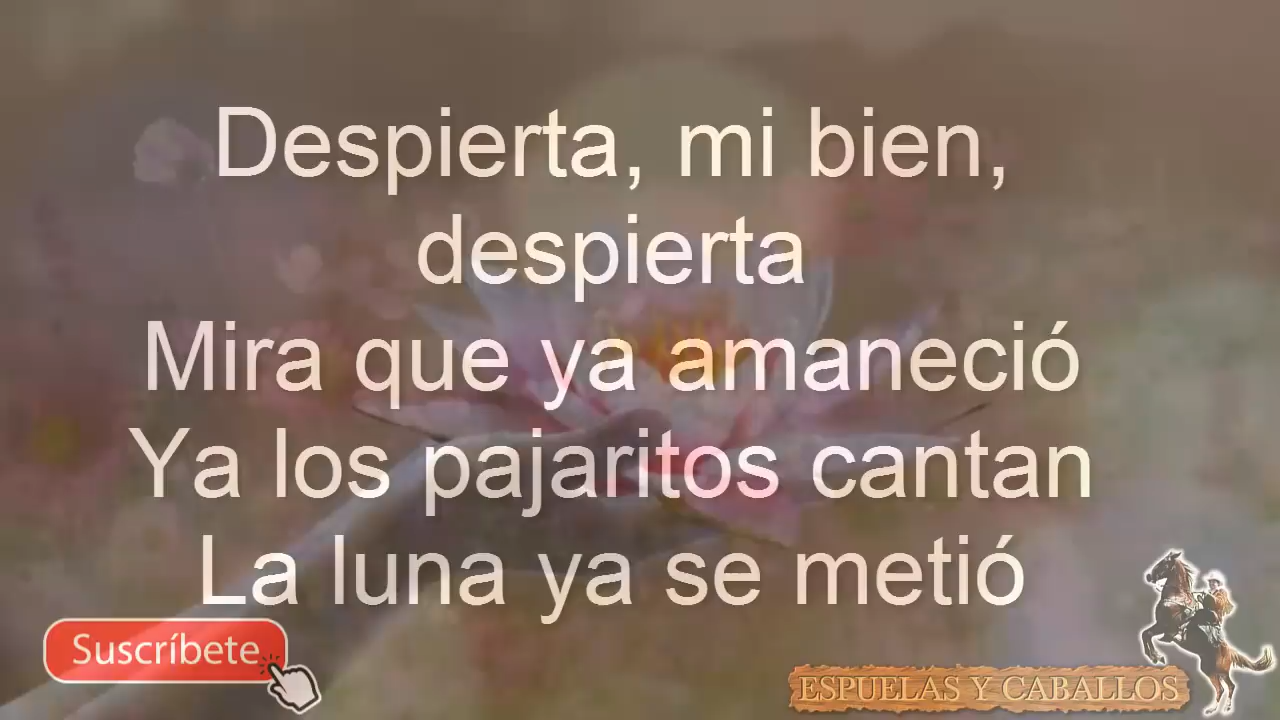 Despierta, mi bien,
despierta
Mira que ya amaneció
Ya los pajaritos cantan
La luna ya se metió
Suscríbete
ESPUELAS Y CABALLOS